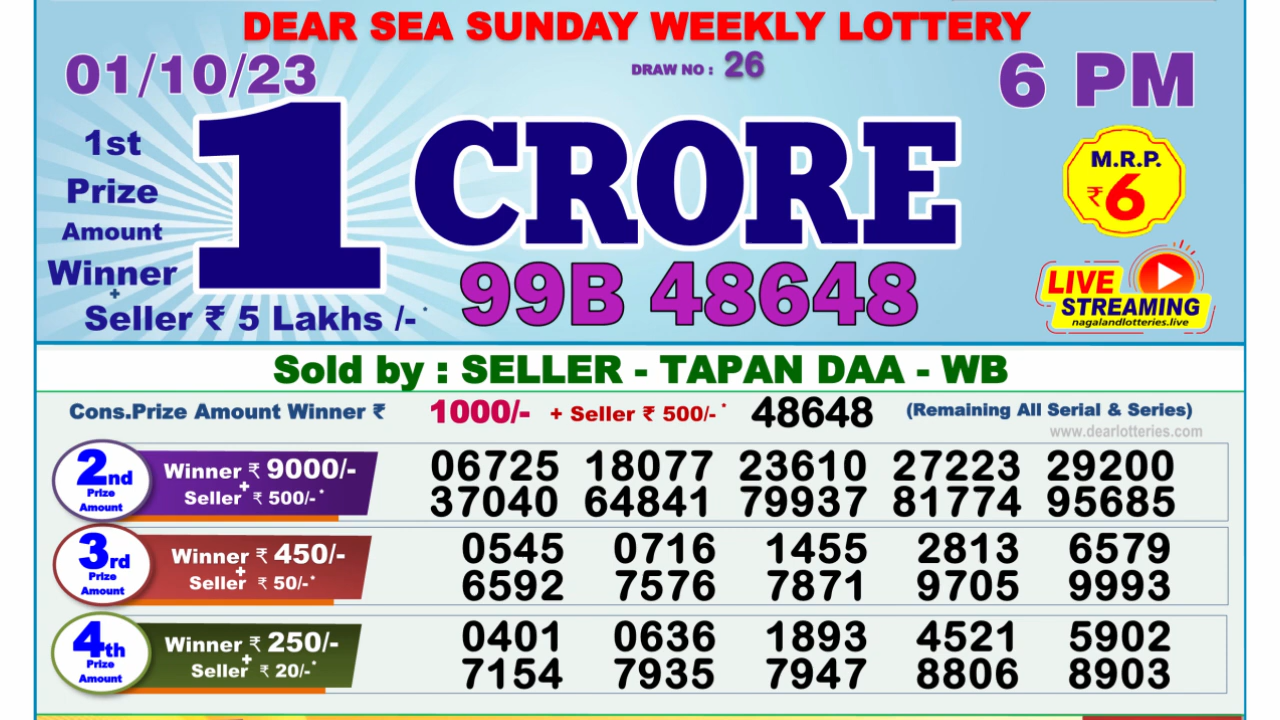 DEAR SEA SUNDAY WEEKLY LOTTERY
01/10/23
DRAW NO : 26
6 PM
1st
Prize
Amount
Winner
+
Seller ₹ 5 Lakhs /-*
1 CRORE
99B 48648
M.R.P.
₹6
LIVE
STREAMING
nagalandlotteries.live
Sold by : SELLER - TAPAN DAA - WB
Cons.Prize Amount Winner ₹ 1000/- + Seller ₹ 500/-* 48648 (Remaining All Serial & Series)
www.dearlotteries.com
2nd
Prize
Amount
Winner ₹ 9000/-
+
Seller ₹ 500/-*
06725 18077 23610 27223 29200
37040 64841 79937 81774 95685
3rd
Prize
Amount
Winner ₹ 450/-
+
Seller ₹ 50/-*
0545 0716 1455 2813 6579
6592 7576 7871 9705 9993
4th
Prize
Amount
Winner ₹ 250/-
+
Seller ₹ 20/-*
0401 0636 1893 4521 5902
7154 7935 7947 8806 8903